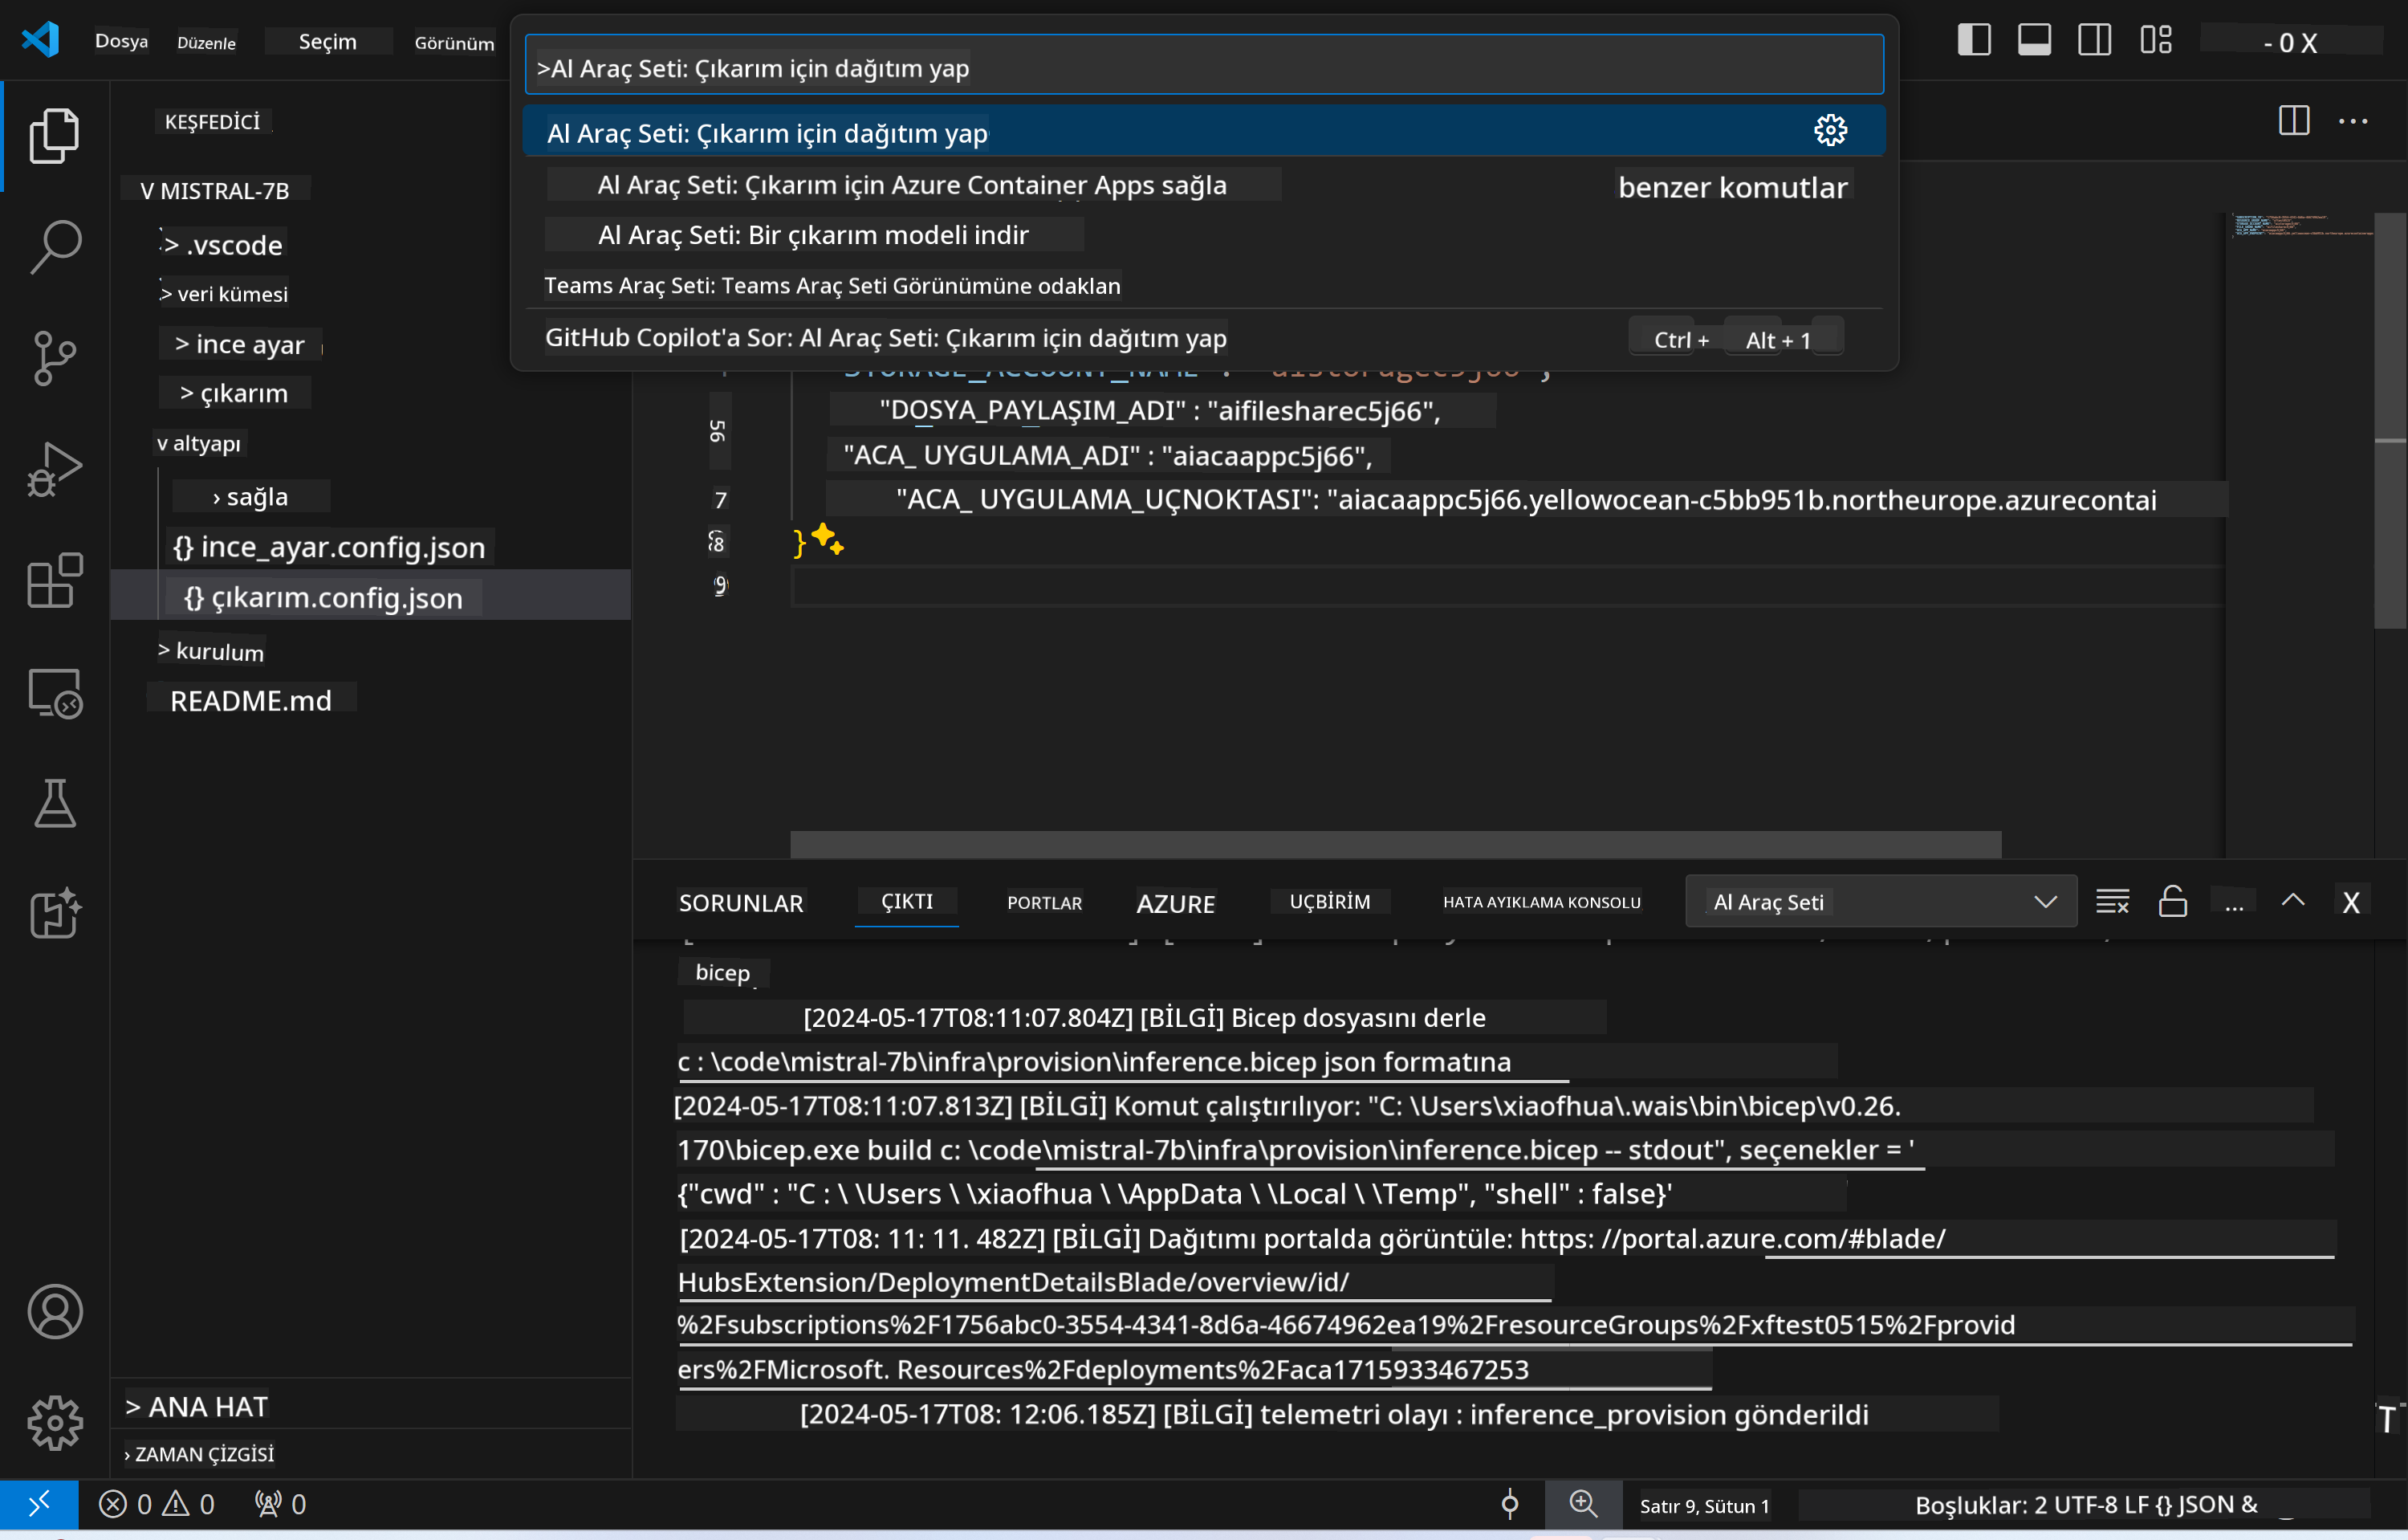 Dosya Düzenle Seçim Görünüm
- 0 X
>Al Araç Seti: Çıkarım için dağıtım yap
Al Araç Seti: Çıkarım için dağıtım yap
Al Araç Seti: Çıkarım için Azure Container Apps sağla benzer komutlar
Al Araç Seti: Bir çıkarım modeli indir
Teams Araç Seti: Teams Araç Seti Görünümüne odaklan
GitHub Copilot'a Sor: Al Araç Seti: Çıkarım için dağıtım yap Ctrl + Alt + 1
KEŞFEDİCİ
V MISTRAL-7B
> .vscode
> veri kümesi
> ince ayar
> çıkarım
v altyapı
› sağla
{} ince_ayar.config.json
{} çıkarım.config.json
> kurulum
README.md
> ANA HAT
› ZAMAN ÇİZGİSİ
56
"DOSYA_PAYLAŞIM_ADI" : "aifilesharec5j66",
"ACA_ UYGULAMA_ADI" : "aiacaappc5j66",
7 "ACA_ UYGULAMA_UÇNOKTASI": "aiacaappc5j66.yellowocean-c5bb951b.northeurope.azurecontai
8 }
9
SORUNLAR ÇIKTI PORTLAR AZURE UÇBİRİM HATA AYIKLAMA KONSOLU Al Araç Seti ... X
bicep
[2024-05-17T08:11:07.804Z] [BİLGİ] Bicep dosyasını derle
c : \code\mistral-7b\infra\provision\inference.bicep json formatına
[2024-05-17T08:11:07.813Z] [BİLGİ] Komut çalıştırılıyor: "C: \Users\xiaofhua\.wais\bin\bicep\v0.26.
170\bicep.exe build c: \code\mistral-7b\infra\provision\inference.bicep -- stdout", seçenekler = '
{"cwd" : "C : \ \Users \ \xiaofhua \ \AppData \ \Local \ \Temp", "shell" : false}'
[2024-05-17T08: 11: 11. 482Z] [BİLGİ] Dağıtımı portalda görüntüle: https: //portal.azure.com/#blade/
HubsExtension/DeploymentDetailsBlade/overview/id/
%2Fsubscriptions%2F1756abc0-3554-4341-8d6a-46674962ea19%2FresourceGroups%2Fxftest0515%2Fprovid
ers%2FMicrosoft. Resources%2Fdeployments%2Faca1715933467253
[2024-05-17T08: 12:06.185Z] [BİLGİ] telemetri olayı : inference_provision gönderildi
T
0 0 0
Satır 9, Sütun 1 Boşluklar: 2 UTF-8 LF {} JSON &